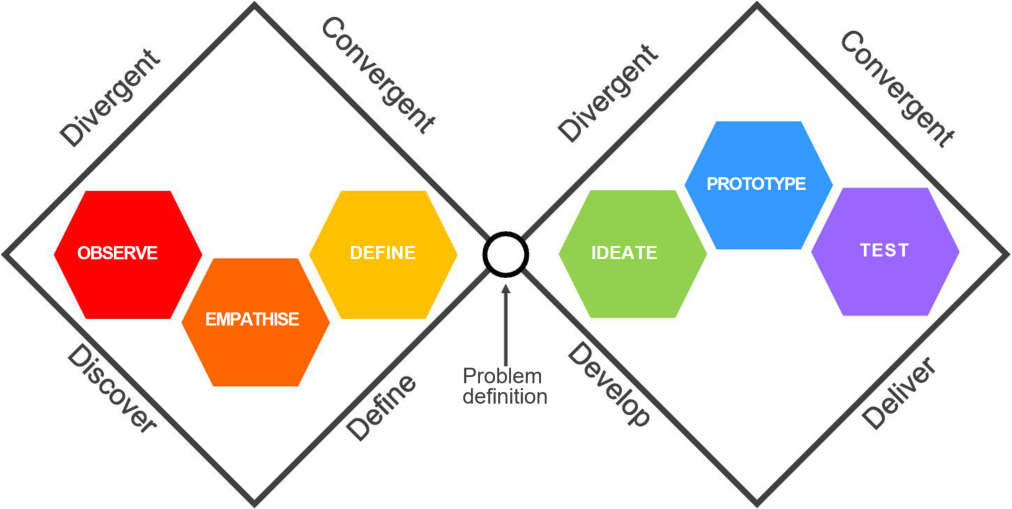 Divergent
Convergent
OBSERVE
EMPATHISE
DEFINE
Discover
Define
Problem
definition
Divergent
Convergent
IDEATE
PROTOTYPE
TEST
Develop
Deliver